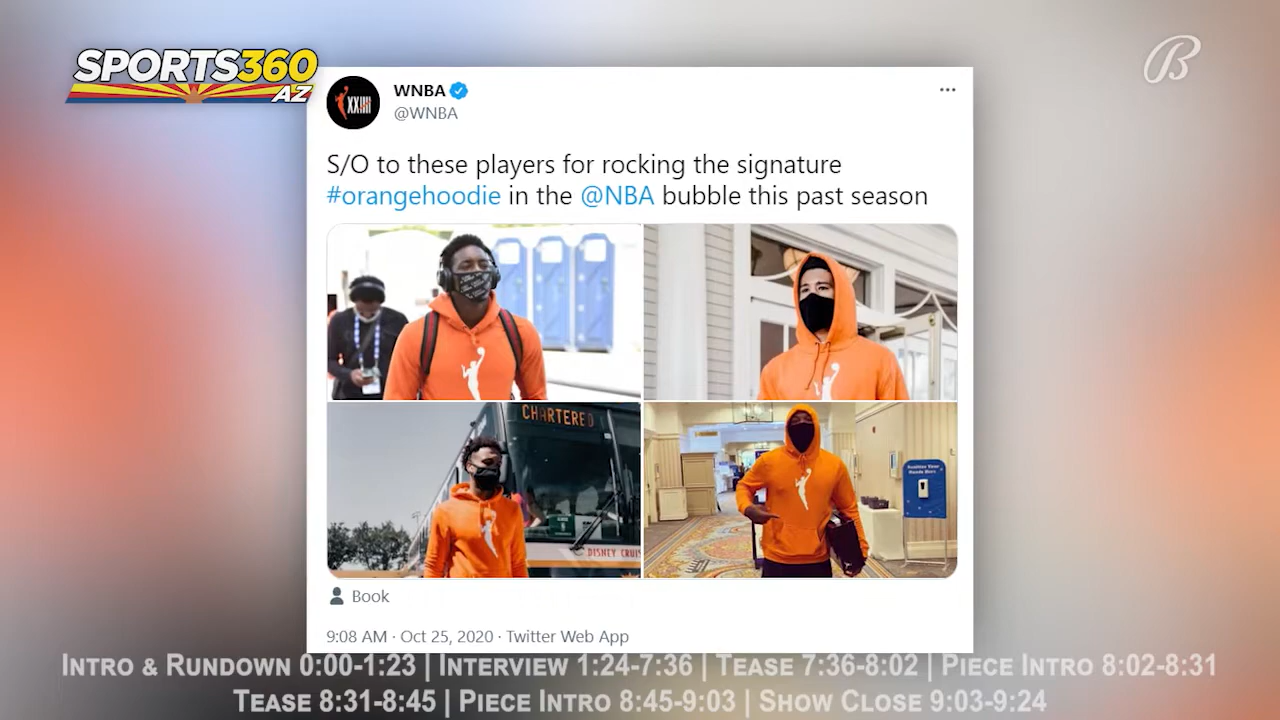 SPORTS360
AZ
B
XXIIII
WNBA
@WNBA
S/O to these players for rocking the signature
#orangehoodie in the @NBA bubble this past season
CHARTERED
DISNEY CRUIS
Book
9:08 AM · Oct 25, 2020 · Twitter Web App
INTRO & RUNDOWN 0:00-1:23 | INTERVIEW 1:24-7:36 | TEASE 7:36-8:02 | PIECE INTRO 8:02-8:31
TEASE 8:31-8:45 | PIECE INTRO 8:45-9:03 | SHOW CLOSE 9:03-9:24